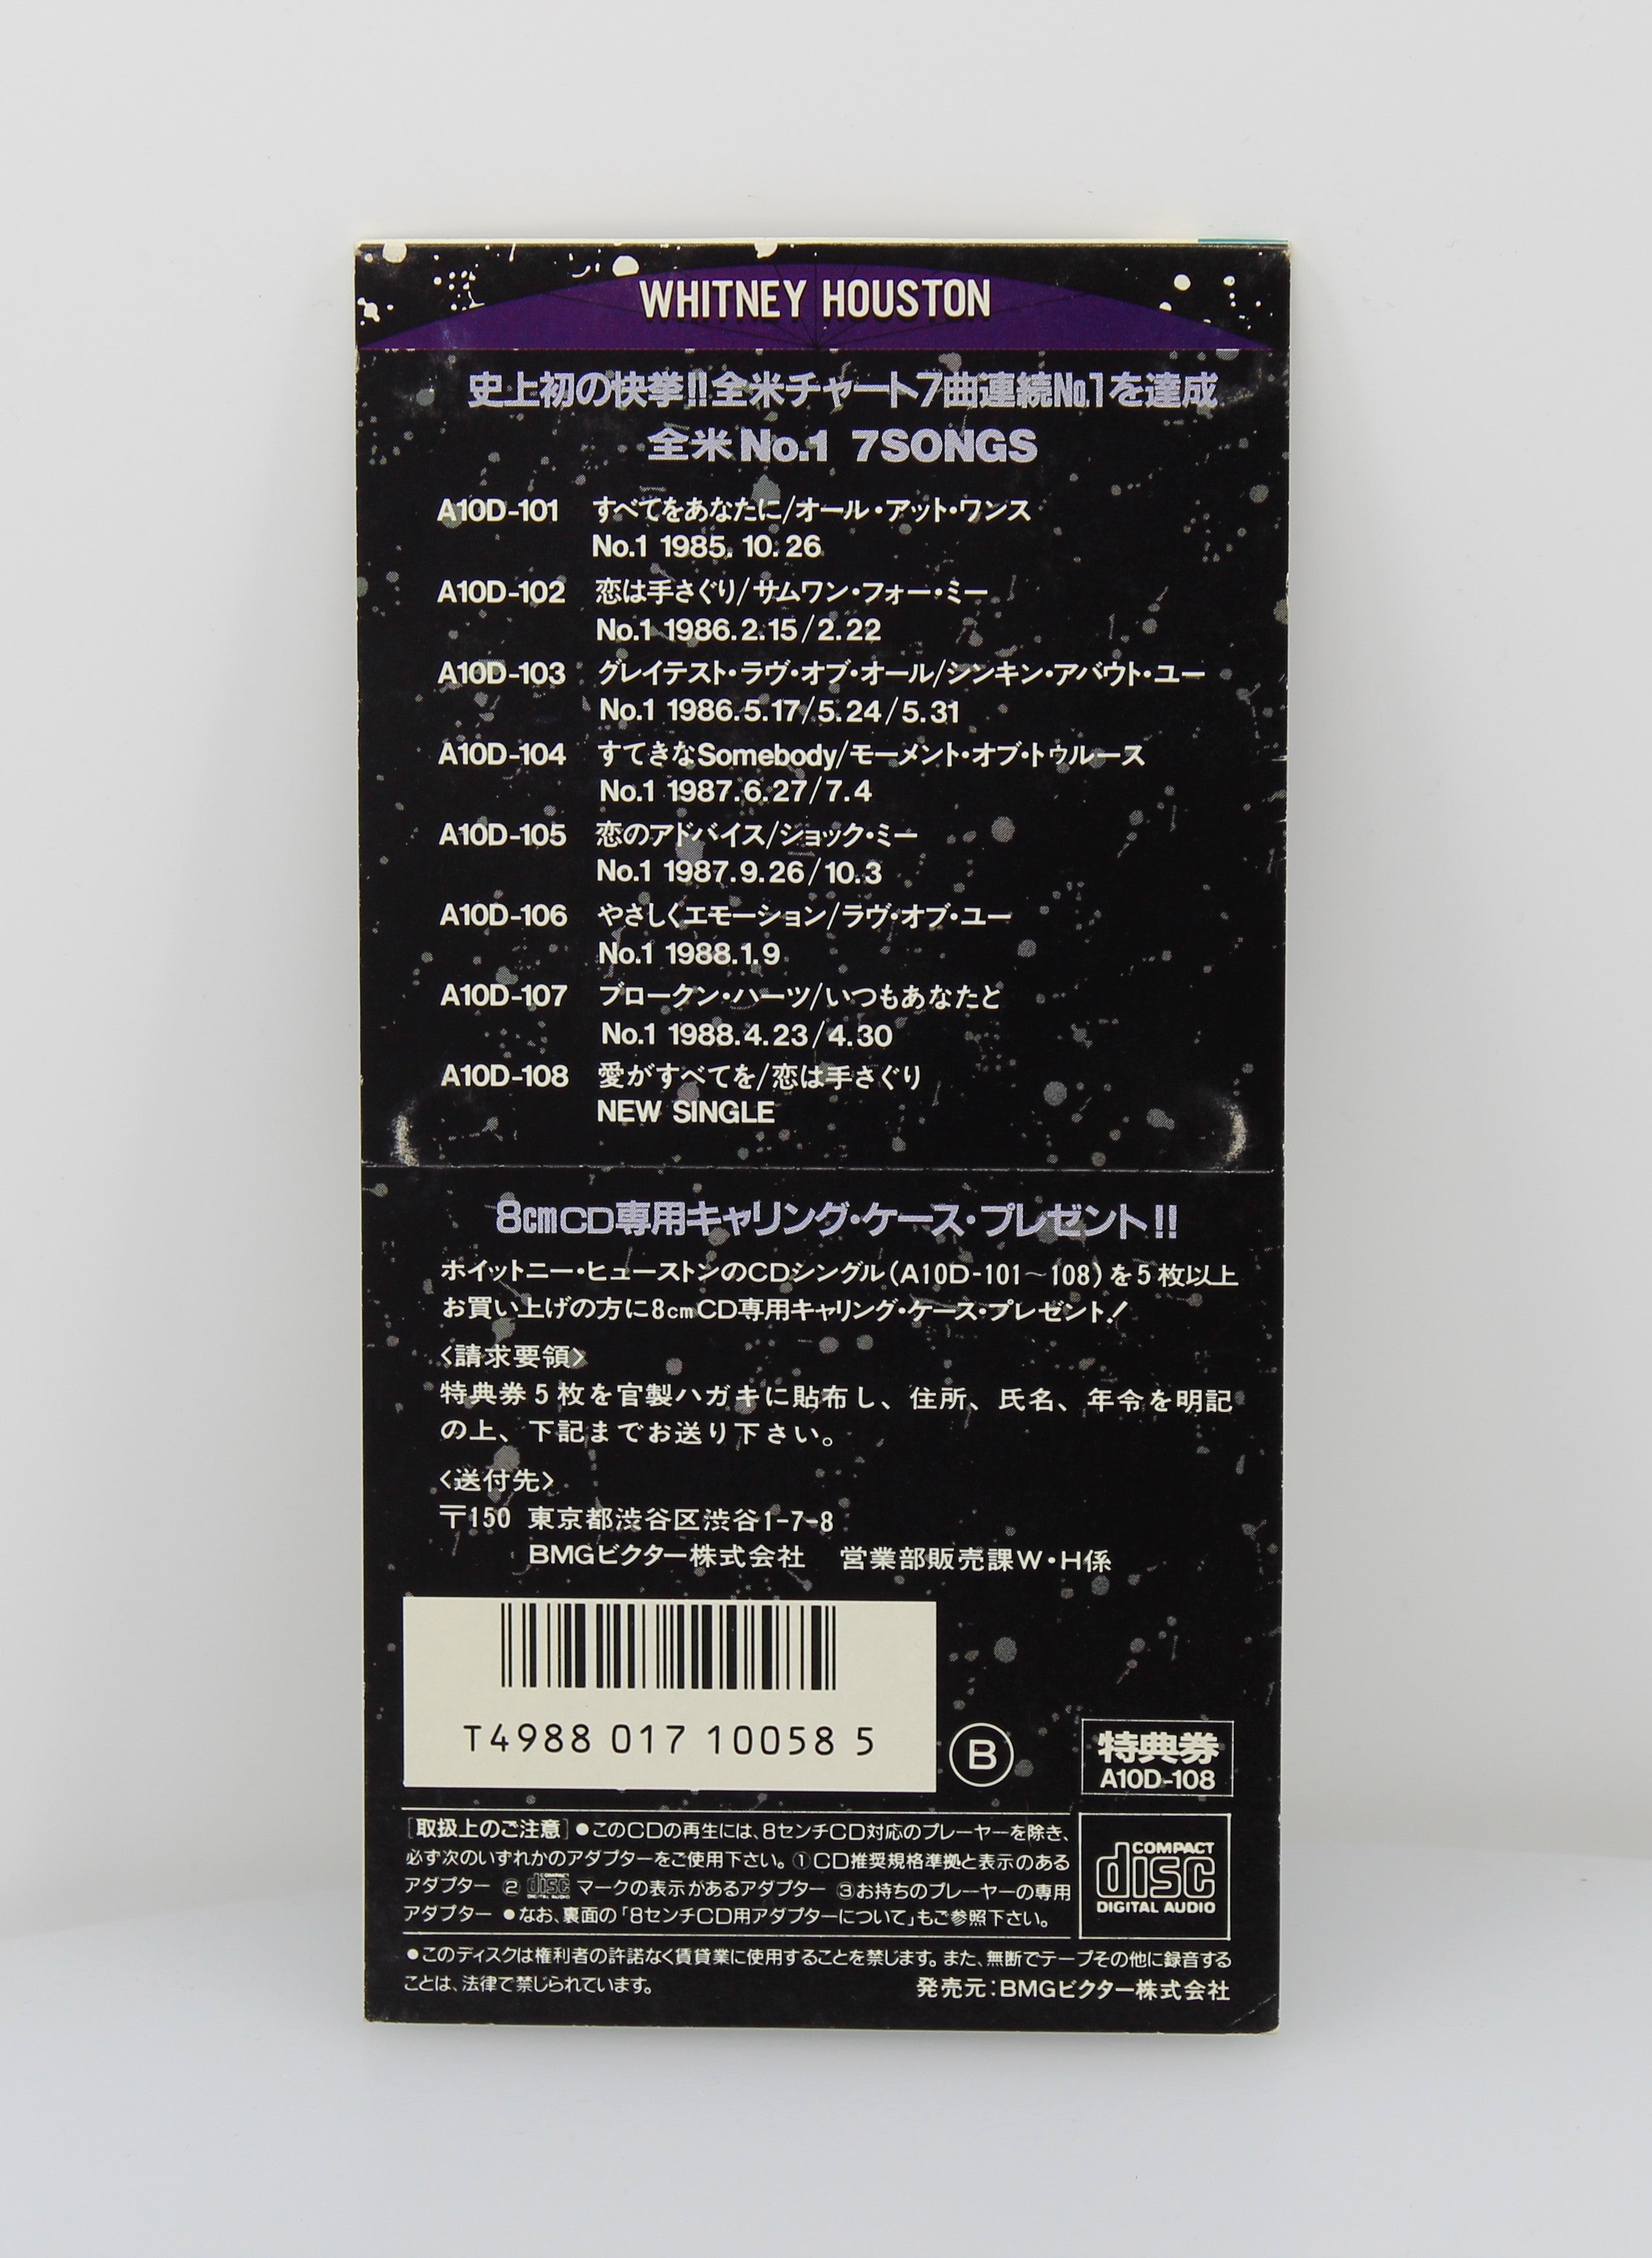 WHITNEY HOUSTON
史上初の快挙!!全米チャート7曲連続No.1を達成
全米No.1 7SONGS
A10D-101 すべてをあなたに/オール・アット・ワンス
No.1 1985. 10. 26
A10D-102 恋は手さぐり/サムワン・フォー・ミー
No.1 1986.2.15/2.22
A10D-103 グレイテスト・ラヴ・オブ・オール/シンキン・アバウト・ユー
No.1 1986.5.17/5.24/5.31
A10D-104 すてきなSomebody/モーメント・オブ・トゥルース
No.1 1987.6.27/7.4
A10D-105 恋のアドバイス/ショック・ミー
No.1 1987.9.26/10.3
A10D-106 やさしくエモーション/ラヴ・オブ・ユー
No.1 1988.1.9
A10D-107 ブロークン・ハーツ/いつもあなたと
No.1 1988.4.23/4.30
A10D-108 愛がすべてを/恋は手さぐり
NEW SINGLE
8cmCD専用キャリング・ケース・プレゼント!!
ホイットニー・ヒューストンのCDシングル(A10D-101~108)を5枚以上
お買い上げの方に8cmCD専用キャリング・ケース・プレゼント!
〈請求要領〉
特典券5枚を官製ハガキに貼布し、住所、氏名、年令を明記
の上、下記までお送り下さい。
〈送付先〉
〒150 東京都渋谷区渋谷1-7-8
BMGビクター株式会社 営業部販売課W・H係
T4988 017 10058 5
B
特典券
A10D-108
[取扱上のご注意]●このCDの再生には、8センチCD対応のプレーヤーを除き、
必ず次のいずれかのアダプターをご使用下さい。①CD推奨規格準拠と表示のある
アダプター ② COMPACT disc DIGITAL AUDIO マークの表示があるアダプター ③お持ちのプレーヤーの専用
アダプター ●なお、裏面の「8センチCD用アダプターについて」もご参照下さい。
COMPACT
disc
DIGITAL AUDIO
●このディスクは権利者の許諾なく賃貸業に使用することを禁じます。また、無断でテープその他に録音する
ことは、法律で禁じられています。
発売元：BMGビクター株式会社